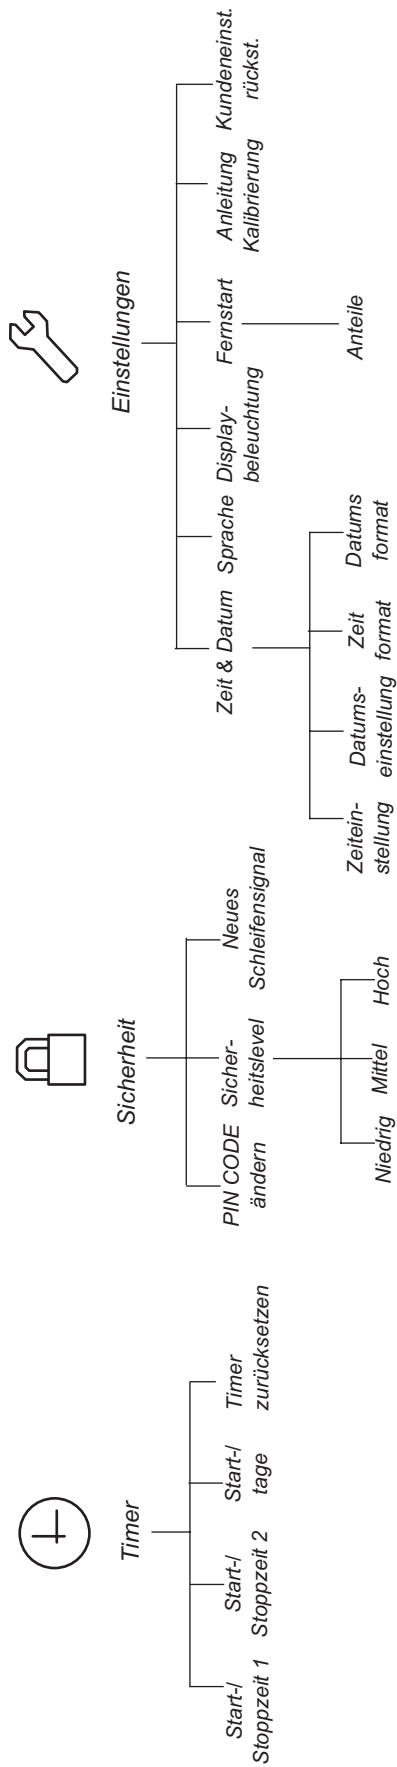 Timer
Start-/
Stoppzeit 1
Start-/
Stoppzeit 2
Start-/
tage
Timer
zurücksetzen
Sicherheit
PIN CODE
ändern
Sicher-
heitslevel
Neues
Schleifensignal
Niedrig
Mittel
Hoch
Einstellungen
Zeit & Datum
Sprache
Display-
beleuchtung
Fernstart
Anleitung
Kalibrierung
Kundeneinst.
rückst.
Zeitein-
stellung
Datums-
einstellung
Zeit
format
Datums
format
Anteile